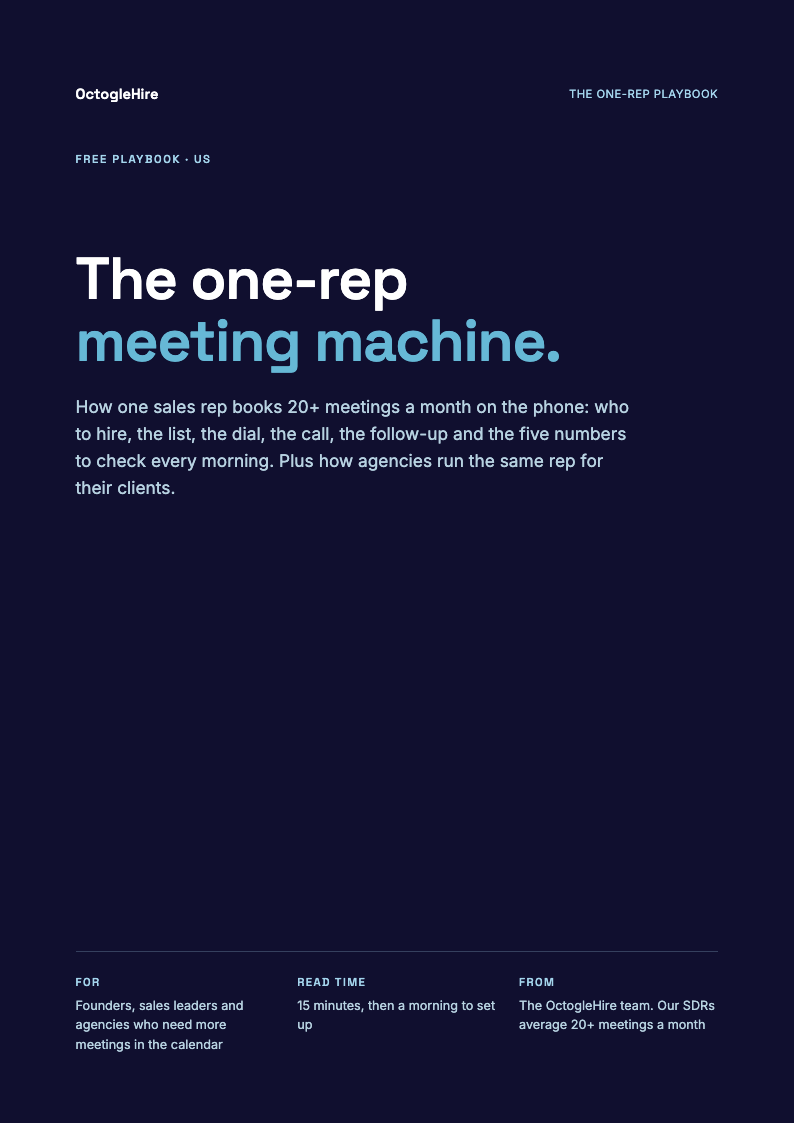 OctogleHire
THE ONE-REP PLAYBOOK
FREE PLAYBOOK · US
The one-rep
meeting machine.
How one sales rep books 20+ meetings a month on the phone: who
to hire, the list, the dial, the call, the follow-up and the five numbers
to check every morning. Plus how agencies run the same rep for
their clients.
FOR
Founders, sales leaders and
agencies who need more
meetings in the calendar
READ TIME
15 minutes, then a morning to set
up
FROM
The OctogleHire team. Our SDRs
average 20+ meetings a month